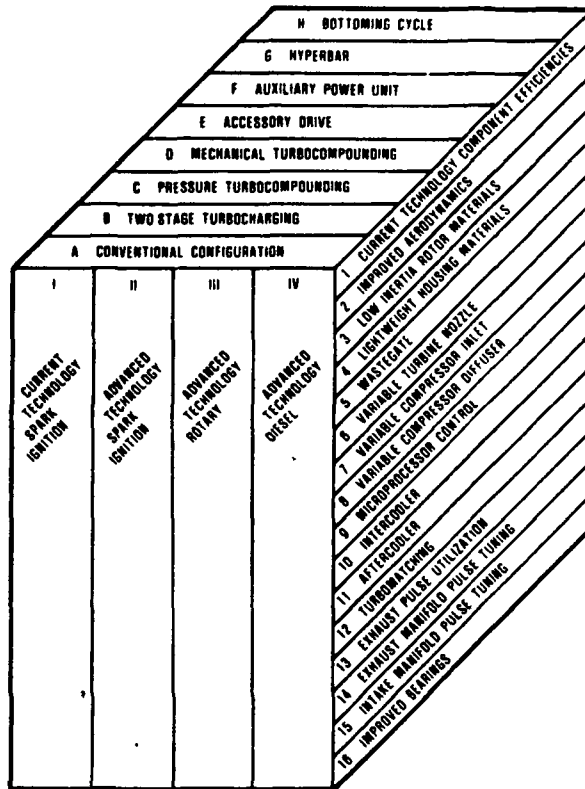 H BOTTOMING CYCLE
G HYPERBAR
F AUXILIARY POWER UNIT
E ACCESSORY DRIVE
D MECHANICAL TURBOCOMPOUNDING
C PRESSURE TURBOCOMPOUNDING
B TWO STAGE TURBOCHARGING
A CONVENTIONAL CONFIGURATION
I
CURRENT
TECHNOLOGY
SPARK
IGNITION
II
ADVANCED
TECHNOLOGY
SPARK
IGNITION
III
ADVANCED
TECHNOLOGY
ROTARY
IV
ADVANCED
TECHNOLOGY
DIESEL
1 CURRENT TECHNOLOGY COMPONENT EFFICIENCIES
2 IMPROVED AERODYNAMICS
3 LOW INERTIA ROTOR MATERIALS
4 LIGHTWEIGHT HOUSING MATERIALS
5 WASTEGATE
6 VARIABLE TURBINE NOZZLE
7 VARIABLE COMPRESSOR INLET
8 VARIABLE COMPRESSOR DIFFUSER
9 MICROPROCESSOR CONTROL
10 INTERCOOLER
11 AFTERCOOLER
12 TURBOMATCHING
13 EXHAUST PULSE UTILIZATION
14 EXHAUST MANIFOLD PULSE TUNING
15 INTAKE MANIFOLD PULSE TUNING
16 IMPROVED BEARINGS